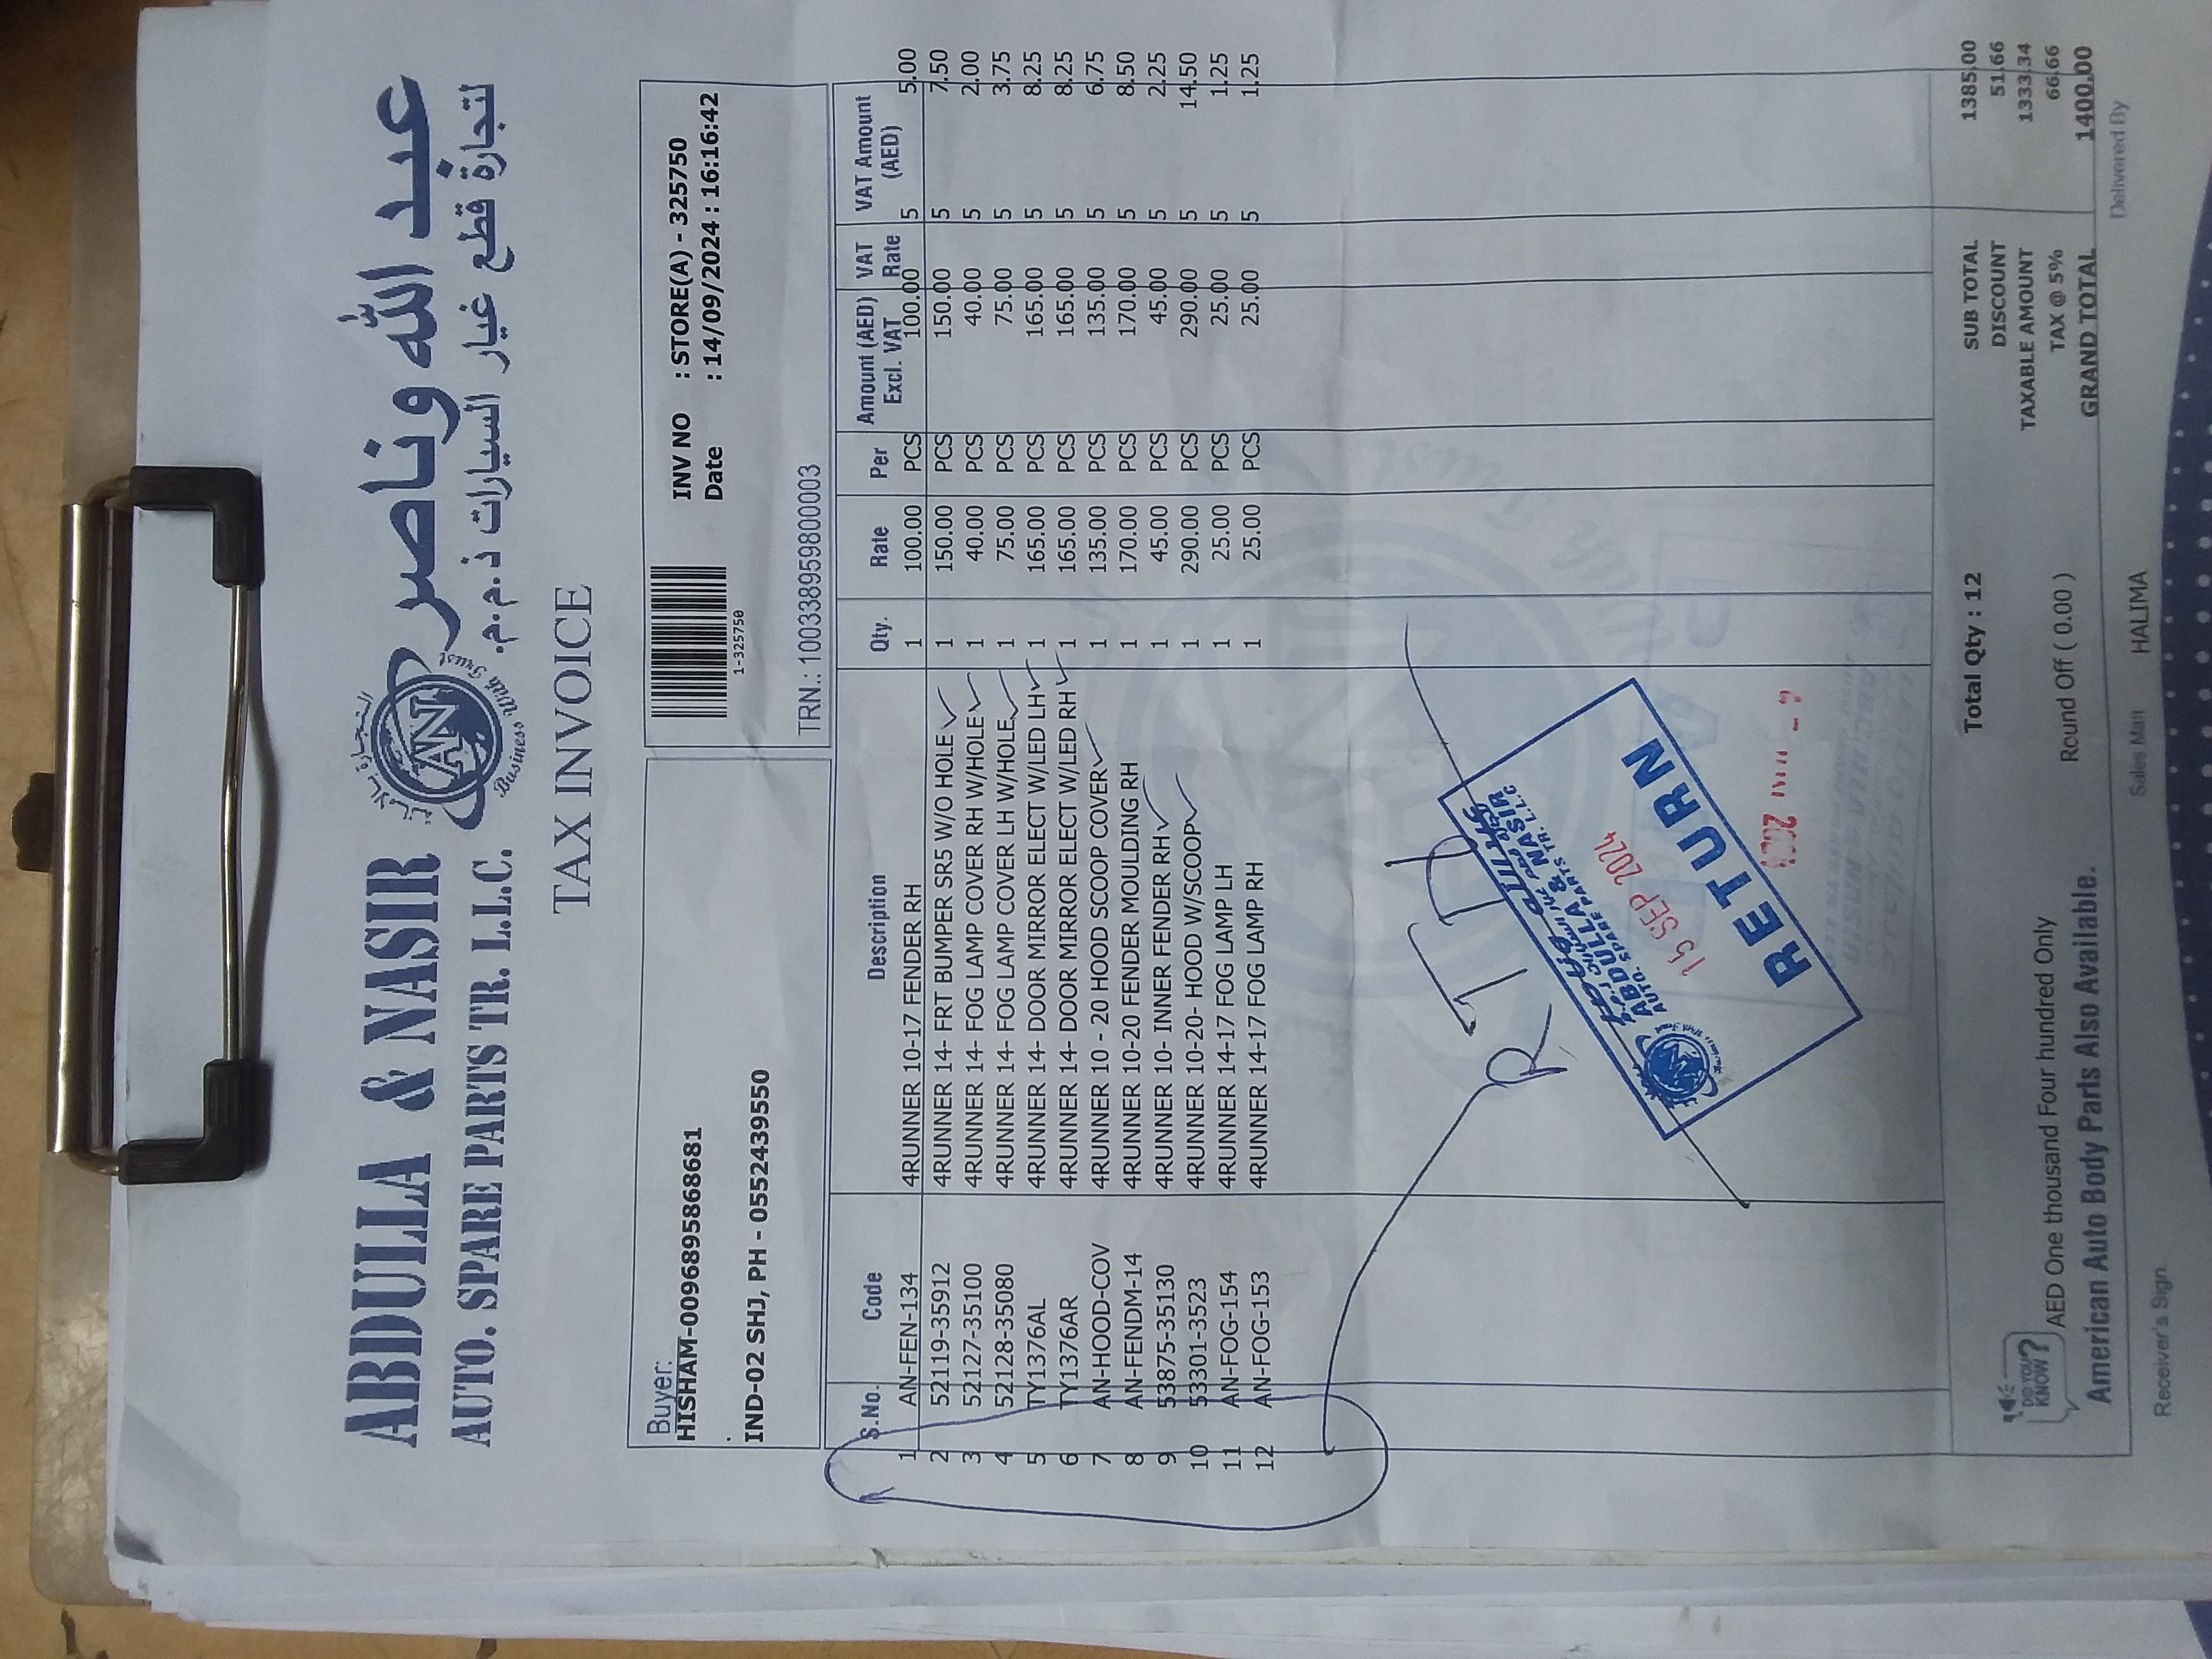 ABDULLA & NASIR
عبد الله وناصر
AUTO. SPARE PARTS TR. L.L.C.
لتجارة قطع غيار السيارات ذ.م.م.
AN
Business With Trust
TAX INVOICE
Buyer:
HISHAM-0096895868681
.
IND-02 SHJ, PH - 0552439550
1-325750
INV NO : STORE(A) - 325750
Date : 14/09/2024 : 16:16:42
TRN.: 100338959800003
S.No. Code Description Qty. Rate Per Amount (AED) Excl. VAT VAT Rate VAT Amount (AED)
1 AN-FEN-134 4RUNNER 10-17 FENDER RH 1 100.00 PCS 100.00 5 5.00
2 52119-35912 4RUNNER 14- FRT BUMPER SR5 W/O HOLE 1 150.00 PCS 150.00 5 7.50
3 52127-35100 4RUNNER 14- FOG LAMP COVER RH W/HOLE 1 40.00 PCS 40.00 5 2.00
4 52128-35080 4RUNNER 14- FOG LAMP COVER LH W/HOLE 1 75.00 PCS 75.00 5 3.75
5 TY1376AL 4RUNNER 14- DOOR MIRROR ELECT W/LED LH 1 165.00 PCS 165.00 5 8.25
6 TY1376AR 4RUNNER 14- DOOR MIRROR ELECT W/LED RH 1 165.00 PCS 165.00 5 8.25
7 AN-HOOD-COV 4RUNNER 10 - 20 HOOD SCOOP COVER 1 135.00 PCS 135.00 5 6.75
8 AN-FENDM-14 4RUNNER 10-20 FENDER MOULDING RH 1 170.00 PCS 170.00 5 8.50
9 53875-35130 4RUNNER 10- INNER FENDER RH 1 45.00 PCS 45.00 5 2.25
10 53301-3523 4RUNNER 10-20- HOOD W/SCOOP 1 290.00 PCS 290.00 5 14.50
11 AN-FOG-154 4RUNNER 14-17 FOG LAMP LH 1 25.00 PCS 25.00 5 1.25
12 AN-FOG-153 4RUNNER 14-17 FOG LAMP RH 1 25.00 PCS 25.00 5 1.25
ABDULLA & NASIR
AUTO. SPARE PARTS TR. L.L.C
15 SEP 2024
RETURN
Total Qty : 12
SUB TOTAL 1385.00
DISCOUNT 51.66
TAXABLE AMOUNT 1333.34
TAX @ 5% 66.66
DID YOU KNOW?
AED One thousand Four hundred Only
Round Off ( 0.00 )
GRAND TOTAL 1400.00
American Auto Body Parts Also Available.
Receiver's Sign.
Sales Man HALIMA
Delivered By